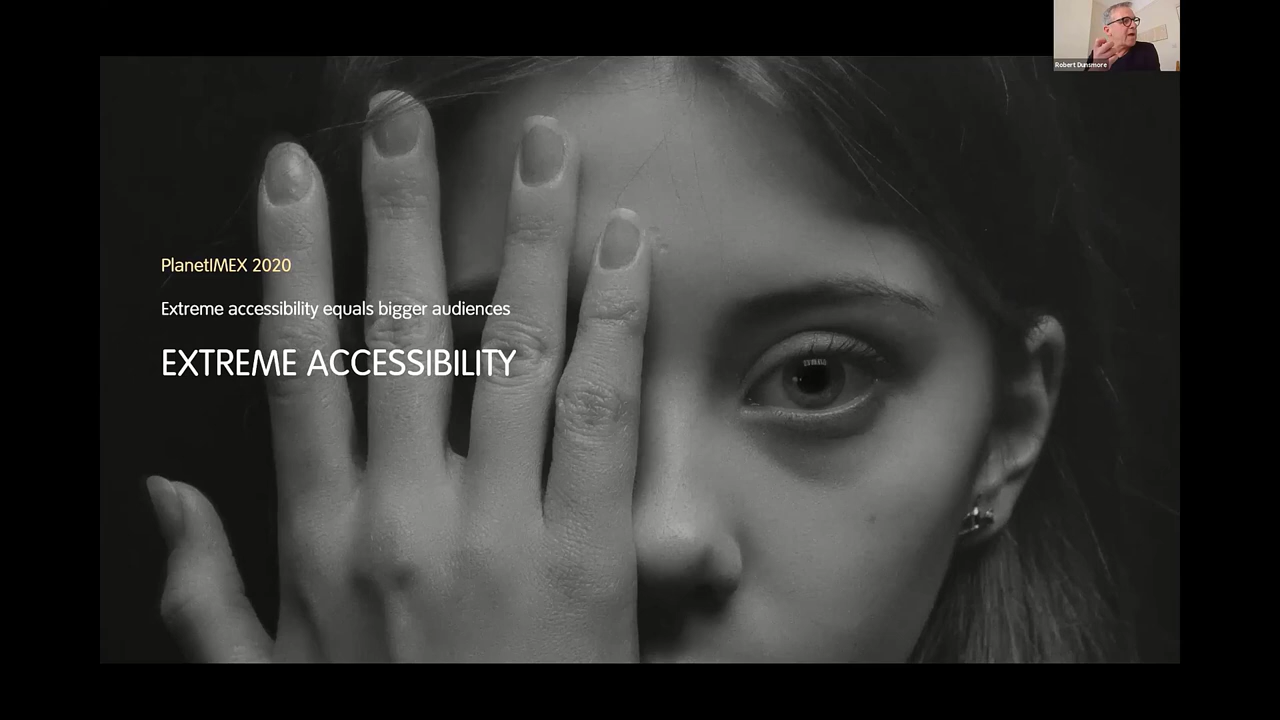 Robert Dunsmore
PlanetIMEX 2020
Extreme accessibility equals bigger audiences
EXTREME ACCESSIBILITY